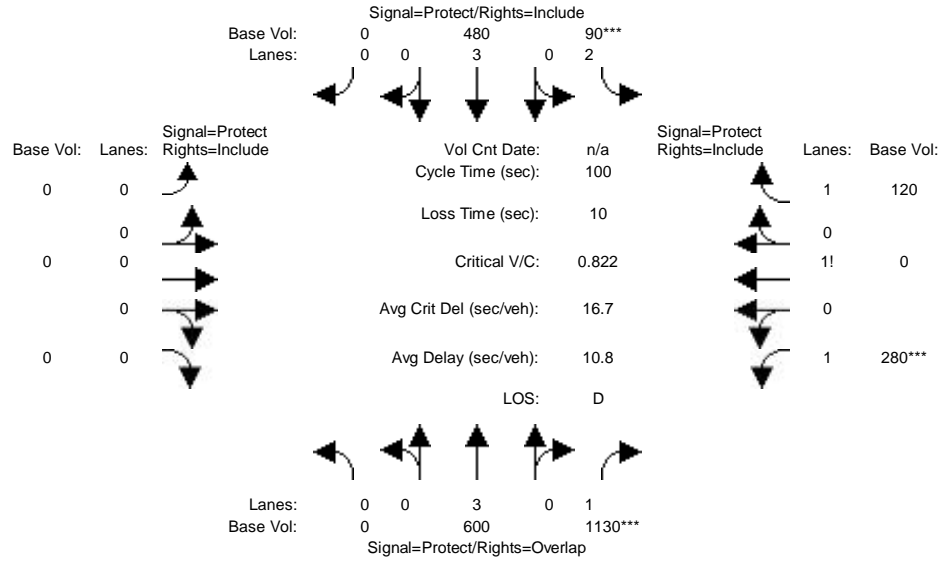 Signal=Protect/Rights=Include
Base Vol: 0 480 90***
Lanes: 0 0 3 0 2
Signal=Protect
Base Vol: Lanes: Rights=Include
Vol Cnt Date: n/a
Signal=Protect
Rights=Include Lanes: Base Vol:
Cycle Time (sec): 100
0 0
1 120
Loss Time (sec): 10
0
0
0 0
Critical V/C: 0.822
1! 0
0
Avg Crit Del (sec/veh): 16.7
0
0 0
Avg Delay (sec/veh): 10.8
1 280***
LOS: D
Lanes: 0 0 3 0 1
Base Vol: 0 600 1130***
Signal=Protect/Rights=Overlap